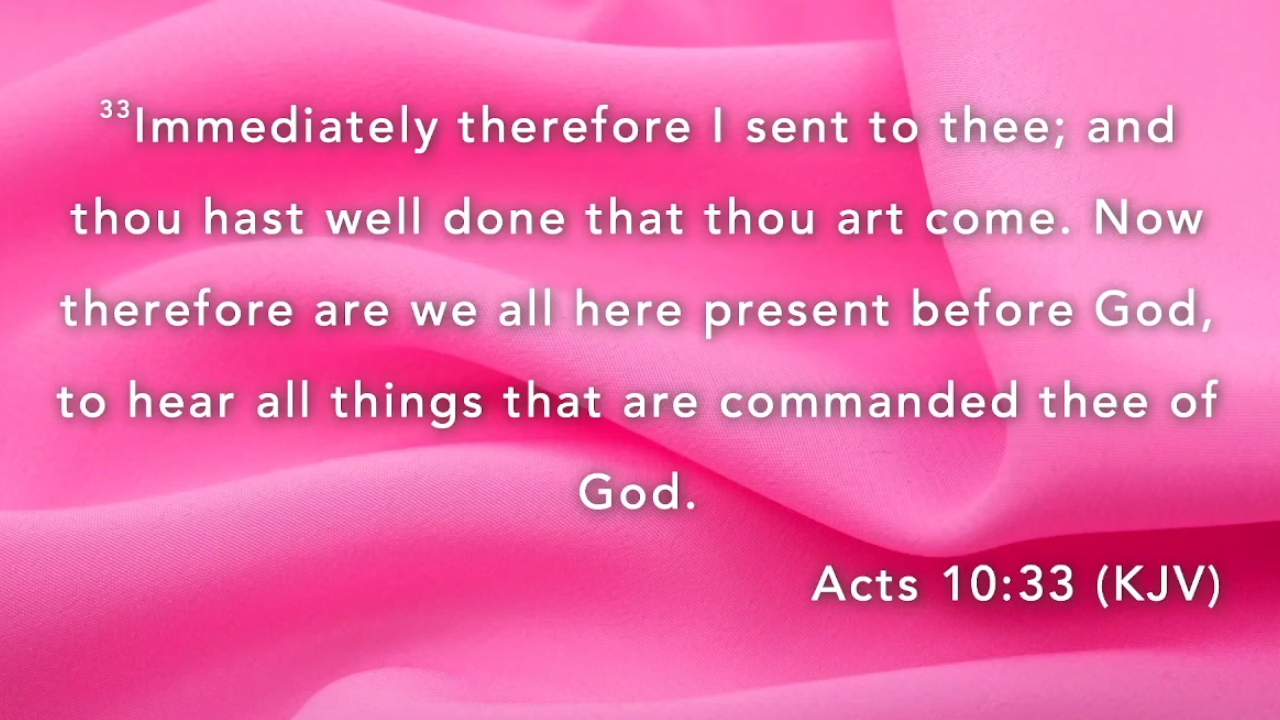 ³³Immediately therefore I sent to thee; and
thou hast well done that thou art come. Now
therefore are we all here present before God,
to hear all things that are commanded thee of
God.
Acts 10:33 (KJV)